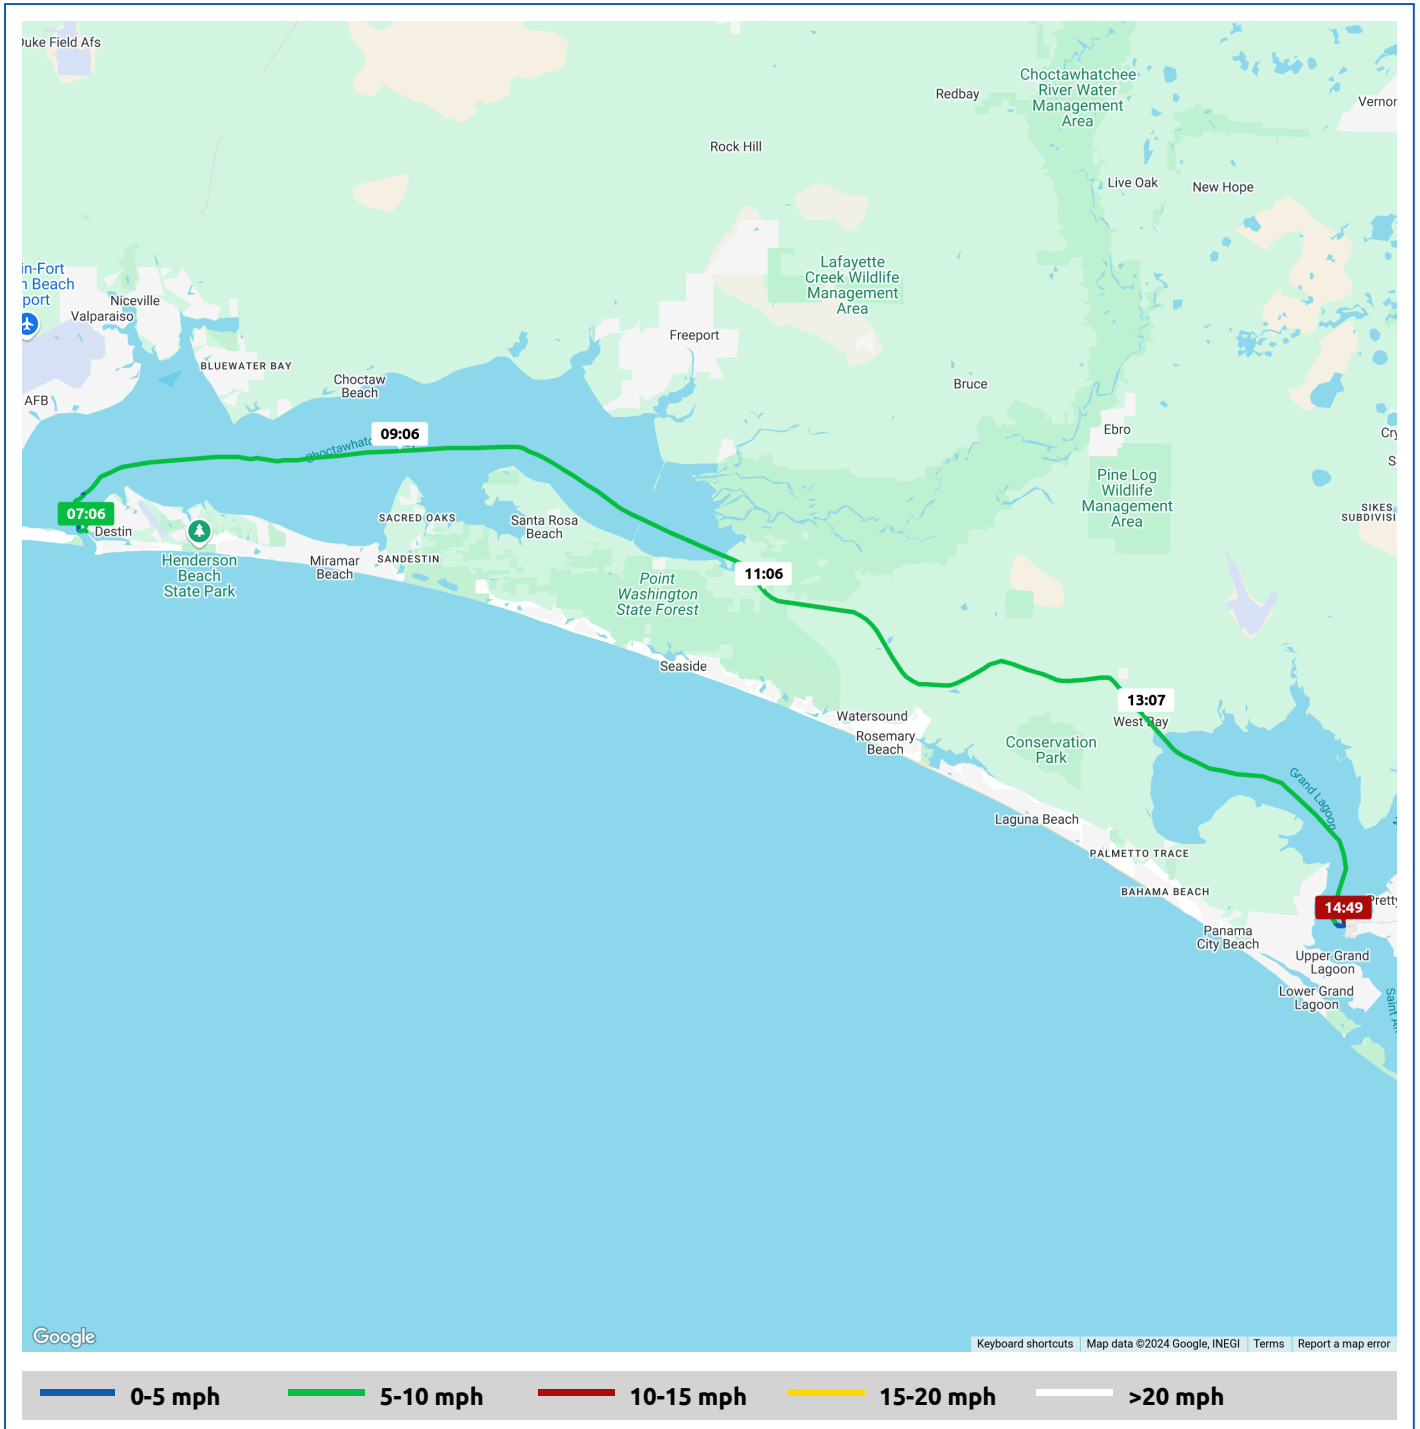 Duke Field Afs
Choctawhatchee
River Water
Management
Area
Redbay
Vernon
Rock Hill
Live Oak
New Hope
Lafayette
Creek Wildlife
Management
Area
in-Fort
n Beach
port
Niceville
Valparaiso
Freeport
BLUEWATER BAY
Choctaw
Beach
Bruce
AFB
Ebro
Cry
S
09:06
Choctawhatc
Pine Log
Wildlife
Management
Area
SIKES
SUBDIVISI
07:06
Destin
SACRED OAKS
Santa Rosa
Beach
Henderson
Beach
State Park
Miramar
Beach
SANDESTIN
11:06
Point
Washington
State Forest
Seaside
13:07
West Bay
Watersound
Rosemary
Beach
Conservation
Park
Grand Lagoon
Laguna Beach
PALMETTO TRACE
BAHAMA BEACH
14:49
Pretty
Panama
City Beach
Upper Grand
Lagoon
Lower Grand
Lagoon
Saint A
Google
Keyboard shortcuts
Map data ©2024 Google, INEGI
Terms
Report a map error
0-5 mph
5-10 mph
10-15 mph
15-20 mph
>20 mph